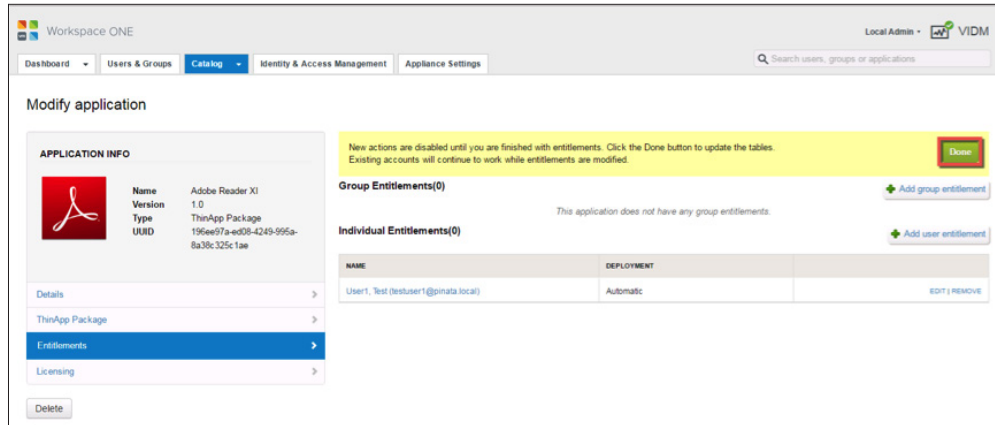 Workspace ONE
Local Admin
VIDM
Dashboard
Users & Groups
Catalog
Identity & Access Management
Appliance Settings
Search users, groups or applications
Modify application
APPLICATION INFO
Name Adobe Reader XI
Version 1.0
Type ThinApp Package
UUID 196ee97a-ed08-4249-995a-
8a38c325c1ae
Details
ThinApp Package
Entitlements
Licensing
Delete
New actions are disabled until you are finished with entitlements. Click the Done button to update the tables.
Existing accounts will continue to work while entitlements are modified.
Done
Group Entitlements(0)
Add group entitlement
This application does not have any group entitlements.
Individual Entitlements(0)
Add user entitlement
NAME DEPLOYMENT
User1, Test (testuser1@pinata.local) Automatic EDIT | REMOVE